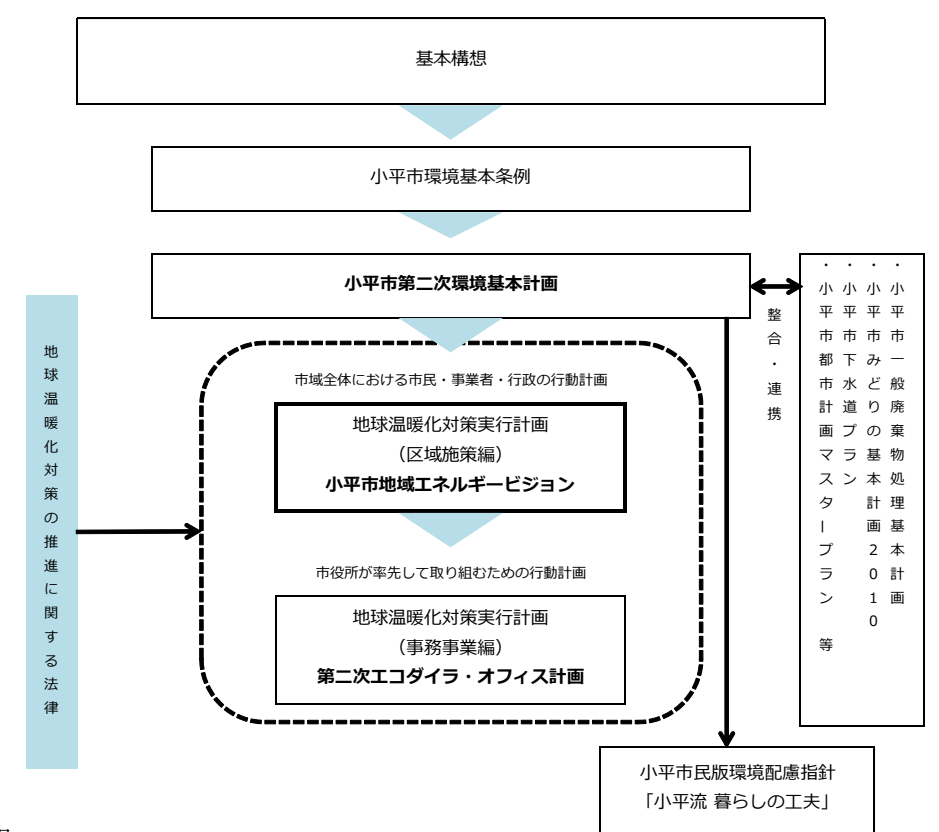 基本構想
小平市環境基本条例
小平市第二次環境基本計画
整合・連携
・小平市一般廃棄物処理基本計画
・小平市みどりの基本計画2010
・小平市下水道プラン
・小平市都市計画マスタープラン 等
地球温暖化対策の推進に関する法律
市域全体における市民・事業者・行政の行動計画
地球温暖化対策実行計画
（区域施策編）
小平市地域エネルギービジョン
市役所が率先して取り組むための行動計画
地球温暖化対策実行計画
（事務事業編）
第二次エコダイラ・オフィス計画
小平市民版環境配慮指針
「小平流 暮らしの工夫」